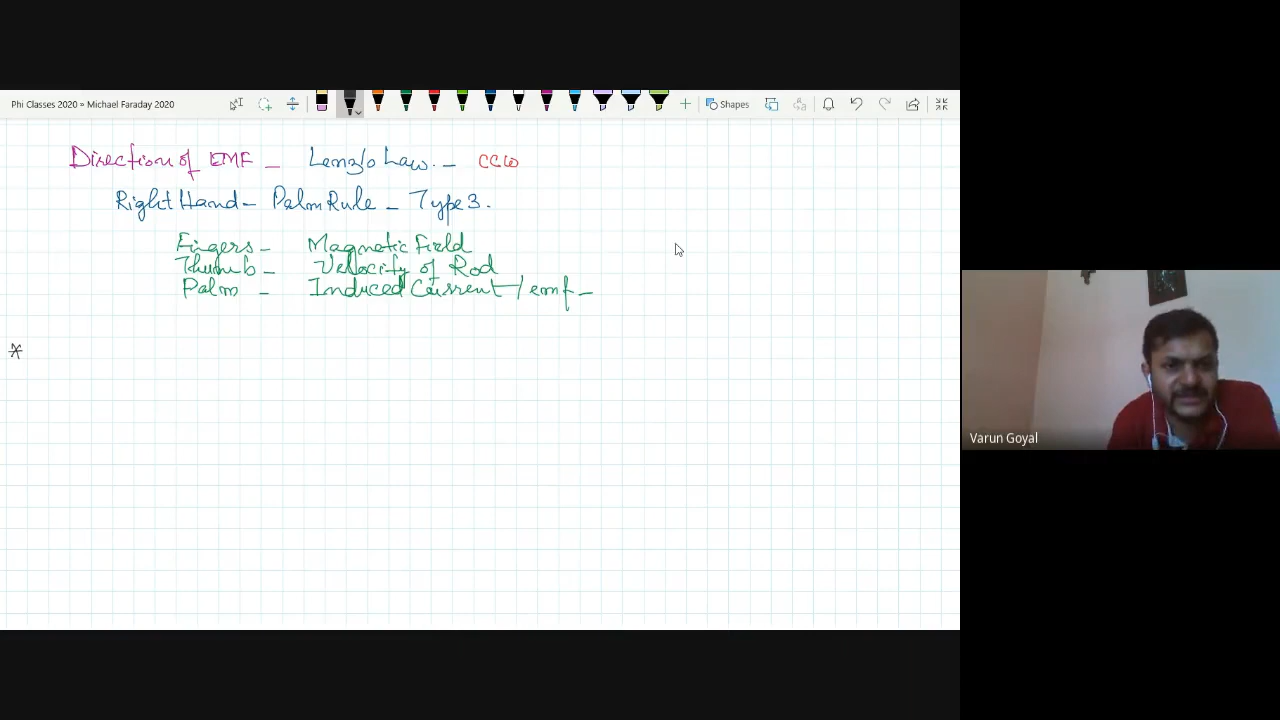 Phi Classes 2020 » Michael Faraday 2020
Shapes
Direction of EMF - Lenz's Law. - CCW
Right Hand - Palm Rule - Type 3.
Fingers - Magnetic Field
Thumb - Velocity of Rod
Palm - Induced Current / emf -
*
Varun Goyal